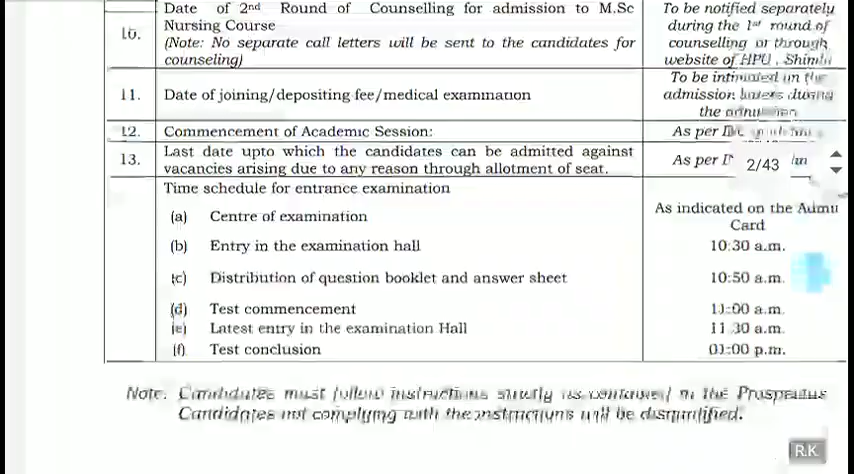 10.
Date of 2nd Round of Counselling for admission to M.Sc
Nursing Course
(Note: No separate call letters will be sent to the candidates for
counseling)
To be notified separately
during the 1st round of
counselling or through
website of HPU, Shimla
11. Date of joining/depositing fee/medical examination
To be intimated in the
admission letters during
the
12. Commencement of Academic Session: As per
13.
Last date upto which the candidates can be admitted against
vacancies arising due to any reason through allotment of seat.
As per
2/43
Time schedule for entrance examination
(a) Centre of examination As indicated on the Admit
Card
(b) Entry in the examination hall 10:30 a.m.
(c) Distribution of question booklet and answer sheet 10:50 a.m.
(d) Test commencement 11:00 a.m.
(e) Latest entry in the examination Hall 11.30 a.m.
(f) Test conclusion 01:00 p.m.
Note: Candidates must follow instructions strictly as contained in the Prospectus
Candidates not complying with the instructions will be disqualified.
R.K.